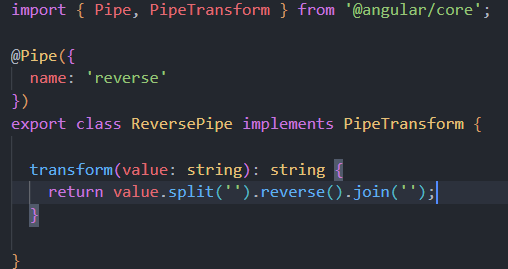 import { Pipe, PipeTransform } from '@angular/core';
@Pipe({
  name: 'reverse'
})
export class ReversePipe implements PipeTransform {
  transform(value: string): string {
    return value.split('').reverse().join('');
  }
}